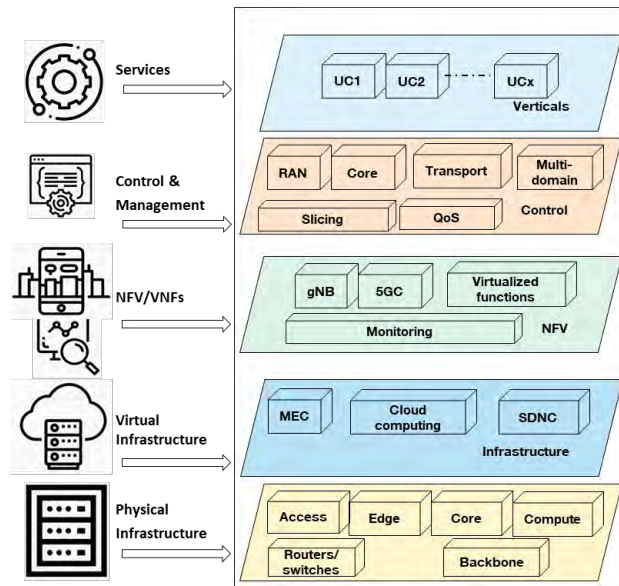 Services
UC1
UC2
UCx
Verticals
Control &
Management
RAN
Core
Transport
Multi-
domain
Slicing
QoS
Control
NFV/VNFs
gNB
5GC
Virtualized
functions
Monitoring
NFV
Virtual
Infrastructure
MEC
Cloud
computing
SDNC
Infrastructure
Physical
Infrastructure
Access
Edge
Core
Compute
Routers/
switches
Backbone